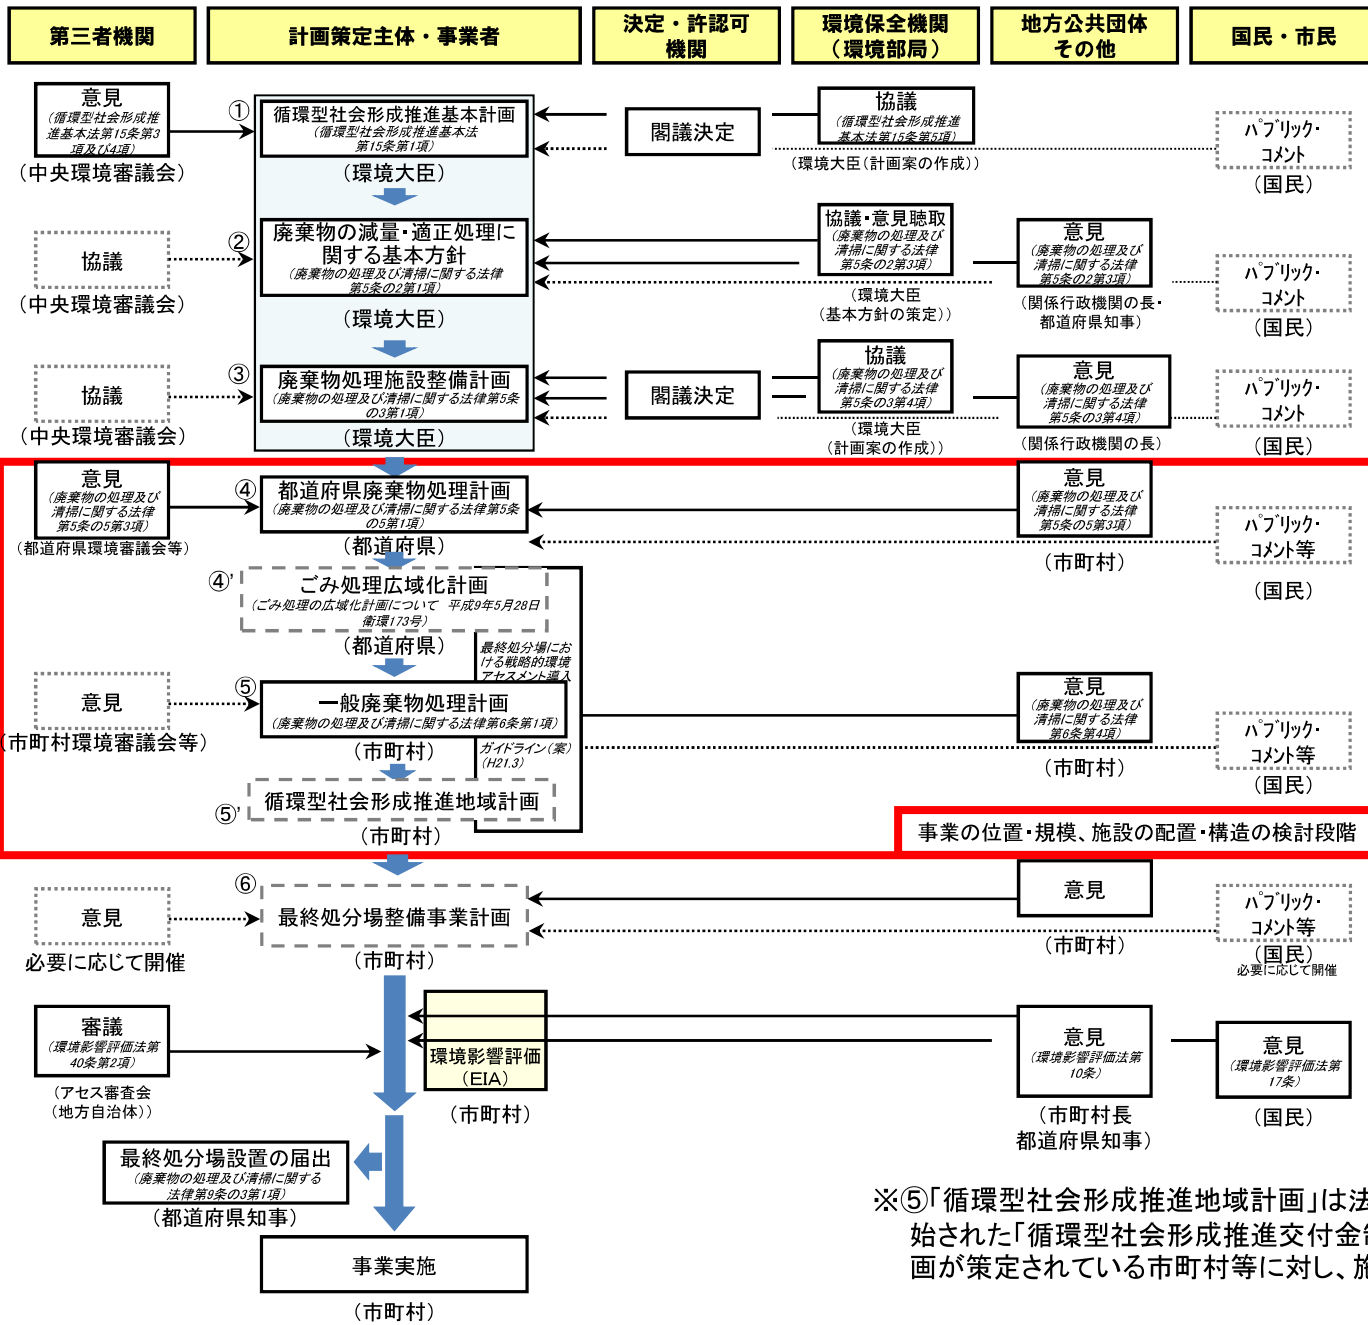 第三者機関
計画策定主体・事業者
決定・許認可
機関
環境保全機関
（環境部局）
地方公共団体
その他
国民・市民
意見
（循環型社会形成推
進基本法第15条第3
項及び4項）
（中央環境審議会）
①
循環型社会形成推進基本計画
（循環型社会形成推進基本法
第15条第1項）
（環境大臣）
閣議決定
協議
（循環型社会形成推進
基本法第15条第5項）
（環境大臣（計画案の作成））
パブリック・
コメント
（国民）
協議
（中央環境審議会）
②
廃棄物の減量・適正処理に
関する基本方針
（廃棄物の処理及び清掃に関する法律
第5条の2第1項）
（環境大臣）
協議・意見聴取
（廃棄物の処理及び
清掃に関する法律
第5条の2第3項）
（環境大臣
（基本方針の策定））
意見
（廃棄物の処理及び
清掃に関する法律
第5条の2第3項）
（関係行政機関の長・
都道府県知事）
パブリック・
コメント
（国民）
協議
（中央環境審議会）
③
廃棄物処理施設整備計画
（廃棄物の処理及び清掃に関する法律第5条
の3第1項）
（環境大臣）
閣議決定
協議
（廃棄物の処理及び
清掃に関する法律
第5条の3第4項）
（環境大臣
（計画案の作成））
意見
（廃棄物の処理及び
清掃に関する法律
第5条の3第4項）
（関係行政機関の長）
パブリック・
コメント
（国民）
意見
（廃棄物の処理及び
清掃に関する法律
第5条の5第3項）
（都道府県環境審議会等）
④
都道府県廃棄物処理計画
（廃棄物の処理及び清掃に関する法律第5条
の5第1項）
（都道府県）
意見
（廃棄物の処理及び
清掃に関する法律
第5条の5第3項）
（市町村）
パブリック・
コメント等
（国民）
④’
ごみ処理広域化計画
（ごみ処理の広域化計画について　平成9年5月28日
衛環173号）
（都道府県）
最終処分場にお
ける戦略的環境
アセスメント導入
ガイドライン（案）
（H21.3）
意見
（市町村環境審議会等）
⑤
一般廃棄物処理計画
（廃棄物の処理及び清掃に関する法律第6条第1項）
（市町村）
意見
（廃棄物の処理及び
清掃に関する法律
第6条第4項）
（市町村）
パブリック・
コメント等
（国民）
⑤’
循環型社会形成推進地域計画
（市町村）
事業の位置・規模、施設の配置・構造の検討段階
意見
必要に応じて開催
⑥
最終処分場整備事業計画
（市町村）
意見
（市町村）
パブリック・
コメント等
（国民）
必要に応じて開催
審議
（環境影響評価法第
40条第2項）
（アセス審査会
（地方自治体））
環境影響評価
（EIA）
（市町村）
意見
（環境影響評価法第
10条）
（市町村長
都道府県知事）
意見
（環境影響評価法第
17条）
（国民）
最終処分場設置の届出
（廃棄物の処理及び清掃に関する
法律第9条の3第1項）
（都道府県知事）
事業実施
（市町村）
※⑤「循環型社会形成推進地域計画」は法
始された「循環型社会形成推進交付金
画が策定されている市町村等に対し、